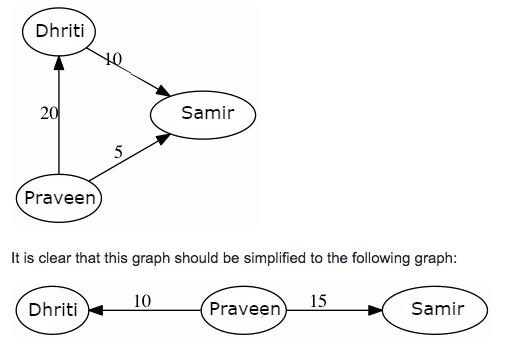 Dhriti
10
20
Samir
5
Praveen
It is clear that this graph should be simplified to the following graph:
Dhriti 10 Praveen 15 Samir